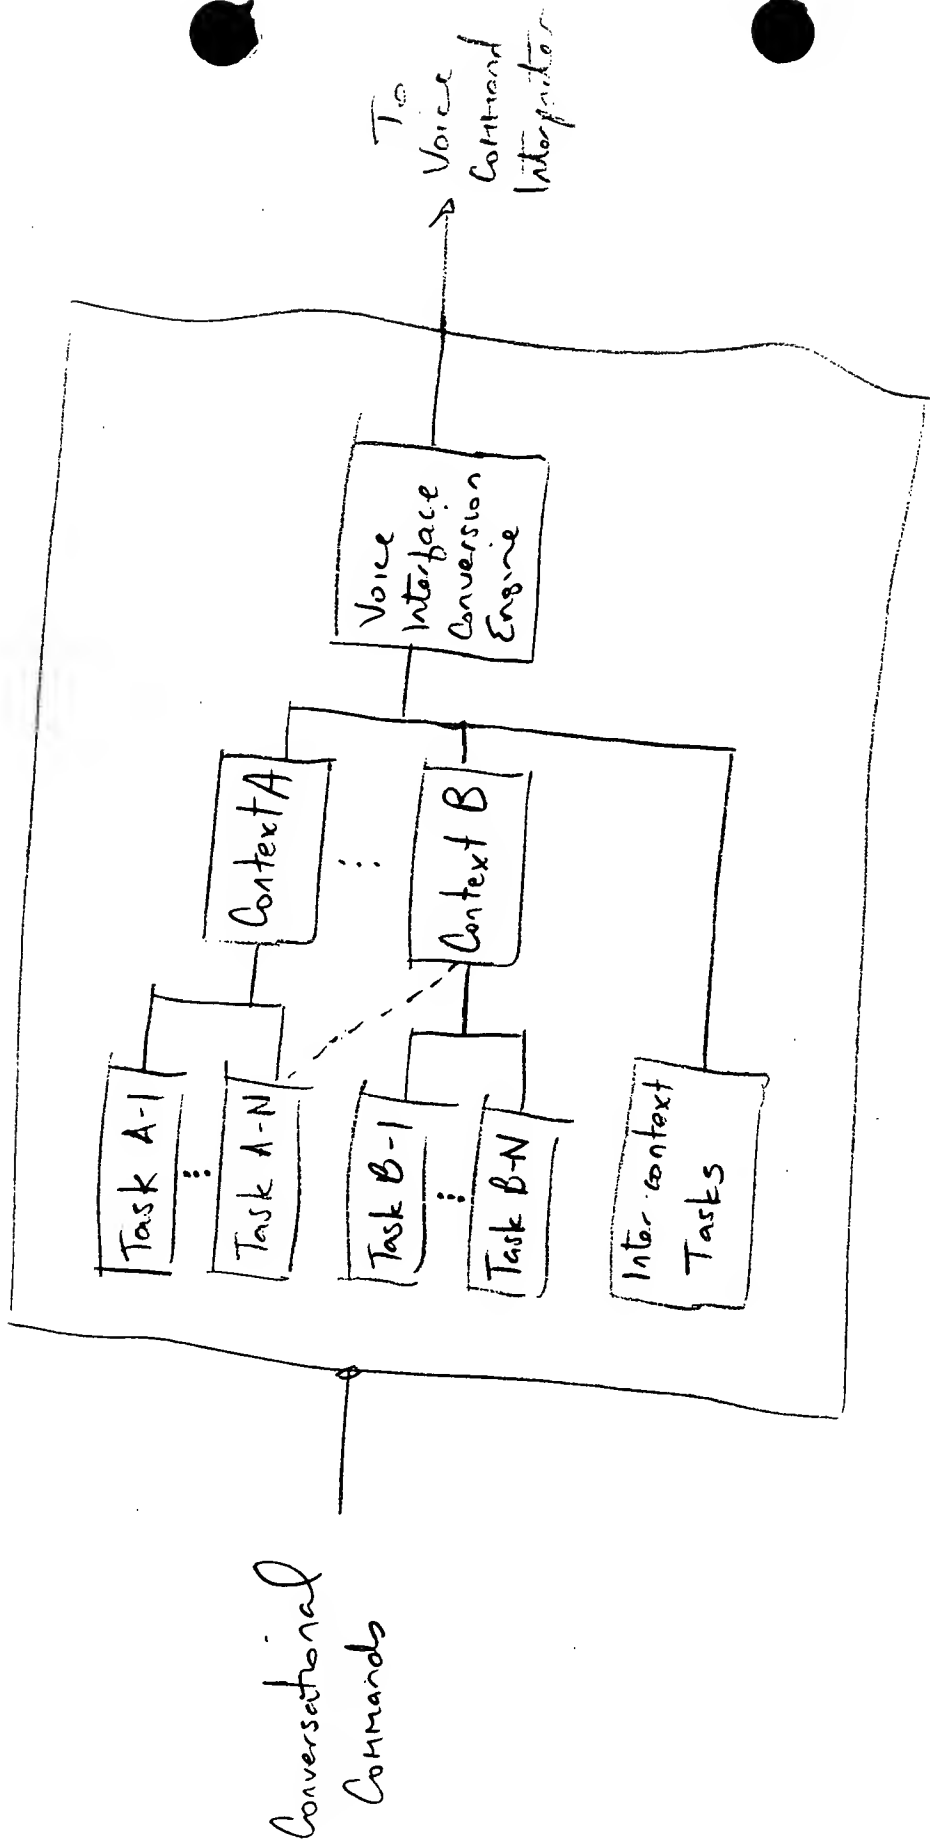 Conversational
Commands
Task A-1
Task A-N
Task B-1
Task B-N
Inter-context
Tasks
Context A
Context B
Voice
Interface
Conversion
Engine
To
Voice
Command
Interpreter